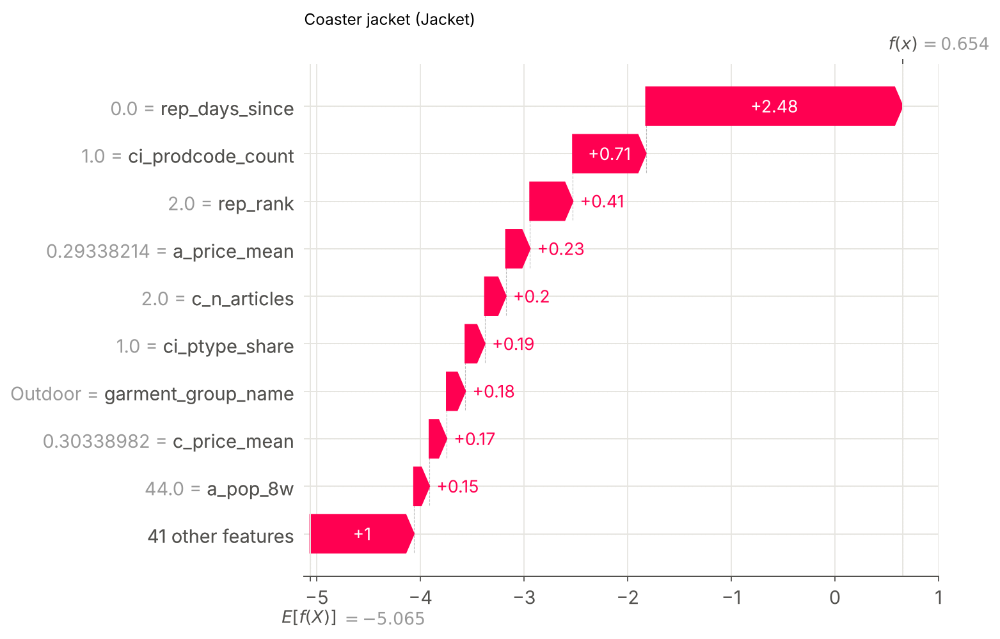 Coaster jacket (Jacket)
f(x) = 0.654
0.0 = rep_days_since
+2.48
1.0 = ci_prodcode_count
+0.71
2.0 = rep_rank
+0.41
0.29338214 = a_price_mean
+0.23
2.0 = c_n_articles
+0.2
1.0 = ci_ptype_share
+0.19
Outdoor = garment_group_name
+0.18
0.30338982 = c_price_mean
+0.17
44.0 = a_pop_8w
+0.15
41 other features
+1
−5 −4 −3 −2 −1 0 1
E[f(X)] = −5.065